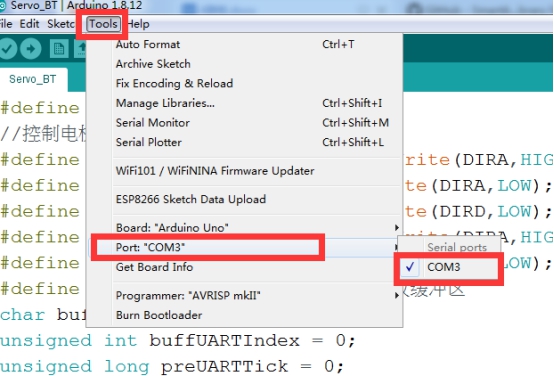 Servo_BT | Arduino 1.8.12
File Edit Sketch Tools Help
Servo_BT
Auto Format Ctrl+T
Archive Sketch
Fix Encoding & Reload
Manage Libraries... Ctrl+Shift+I
Serial Monitor Ctrl+Shift+M
Serial Plotter Ctrl+Shift+L
WiFi101 / WiFiNINA Firmware Updater
ESP8266 Sketch Data Upload
Board: "Arduino Uno"
Port: "COM3"
Get Board Info
Programmer: "AVRISP mkII"
Burn Bootloader
Serial ports
COM3
#define
//控制电
#define rite(DIRA,HIG
#define te(DIRA,LOW);
#define te(DIRD,LOW);
#define rite(DIRA,HIG
#define LOW);
#define 缓冲区
char buf
unsigned int buffUARTIndex = 0;
unsigned long preUARTTick = 0;